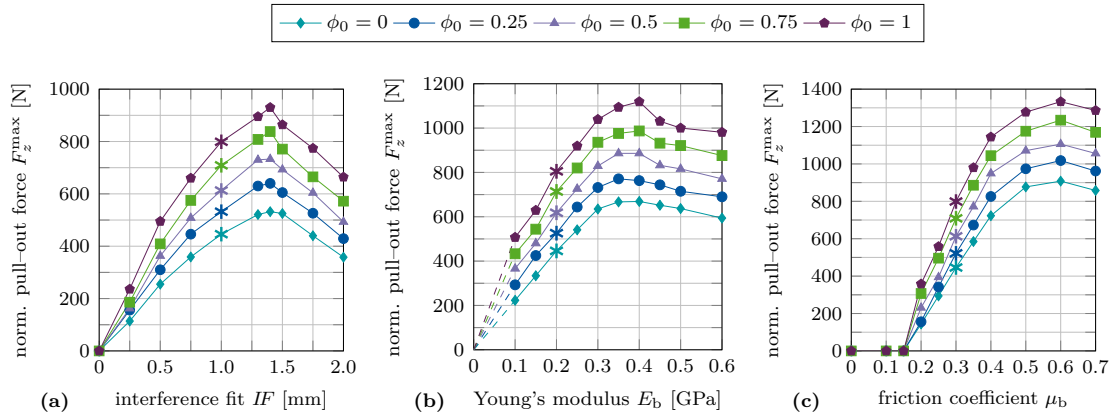 ϕ₀ = 0 ϕ₀ = 0.25 ϕ₀ = 0.5 ϕ₀ = 0.75 ϕ₀ = 1
norm. pull–out force F_z^max [N]
1000
800
600
400
200
0
0 0.5 1.0 1.5 2.0
(a) interference fit IF [mm]
norm. pull–out force F_z^max [N]
1200
1000
800
600
400
200
0
0 0.1 0.2 0.3 0.4 0.5 0.6
(b) Young's modulus E_b [GPa]
norm. pull–out force F_z^max [N]
1400
1200
1000
800
600
400
200
0
0 0.1 0.2 0.3 0.4 0.5 0.6 0.7
(c) friction coefficient μ_b